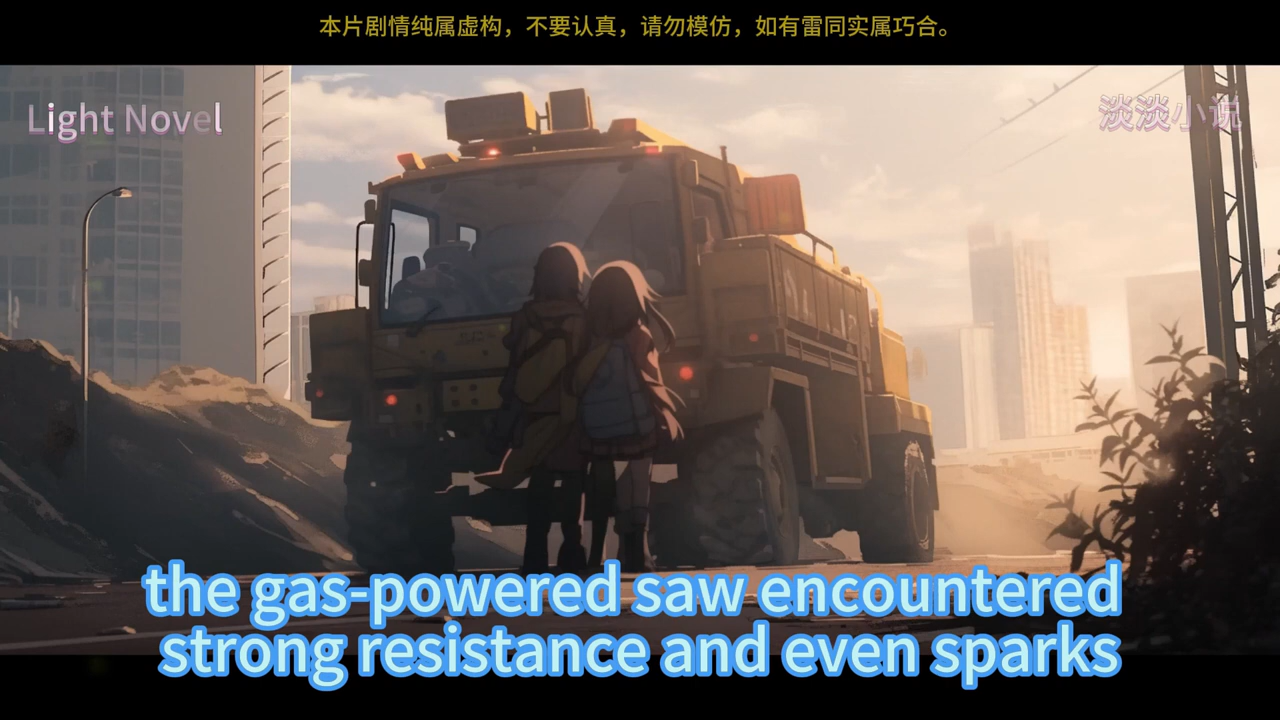 本片剧情纯属虚构，不要认真，请勿模仿，如有雷同实属巧合。
Light Novel
淡淡小说
the gas-powered saw encountered
strong resistance and even sparks